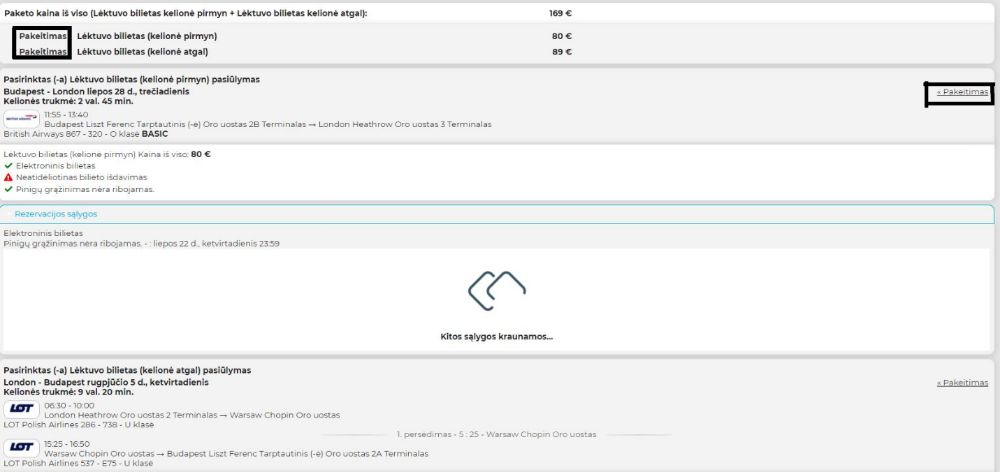 Paketo kaina iš viso (Lėktuvo bilietas kelionė pirmyn + Lėktuvo bilietas kelionė atgal): 169 €
Pakeitimas Lėktuvo bilietas (kelionė pirmyn) 80 €
Pakeitimas Lėktuvo bilietas (kelionė atgal) 89 €
Pasirinktas (-a) Lėktuvo bilietas (kelionė pirmyn) pasiūlymas
Budapest - London liepos 28 d., trečiadienis
« Pakeitimas
Kelionės trukmė: 2 val. 45 min.
BRITISH AIRWAYS 11:55 - 13:40
Budapest Liszt Ferenc Tarptautinis (-ė) Oro uostas 2B Terminalas → London Heathrow Oro uostas 3 Terminalas
British Airways 867 - 320 - O klasė BASIC
Lėktuvo bilietas (kelionė pirmyn) Kaina iš viso: 80 €
Elektroninis bilietas
Neatidėliotinas bilieto išdavimas
Pinigų grąžinimas nėra ribojamas.
Rezervacijos sąlygos
Elektroninis bilietas
Pinigų grąžinimas nėra ribojamas. - : liepos 22 d., ketvirtadienis 23:59
Kitos sąlygos kraunamos...
Pasirinktas (-a) Lėktuvo bilietas (kelionė atgal) pasiūlymas
London - Budapest rugpjūčio 5 d., ketvirtadienis
« Pakeitimas
Kelionės trukmė: 9 val. 20 min.
LOT 06:30 - 10:00
London Heathrow Oro uostas 2 Terminalas → Warsaw Chopin Oro uostas
LOT Polish Airlines 286 - 738 - U klasė
1. persėdimas - 5 : 25 - Warsaw Chopin Oro uostas
LOT 15:25 - 16:50
Warsaw Chopin Oro uostas → Budapest Liszt Ferenc Tarptautinis (-ė) Oro uostas 2A Terminalas
LOT Polish Airlines 537 - E75 - U klasė